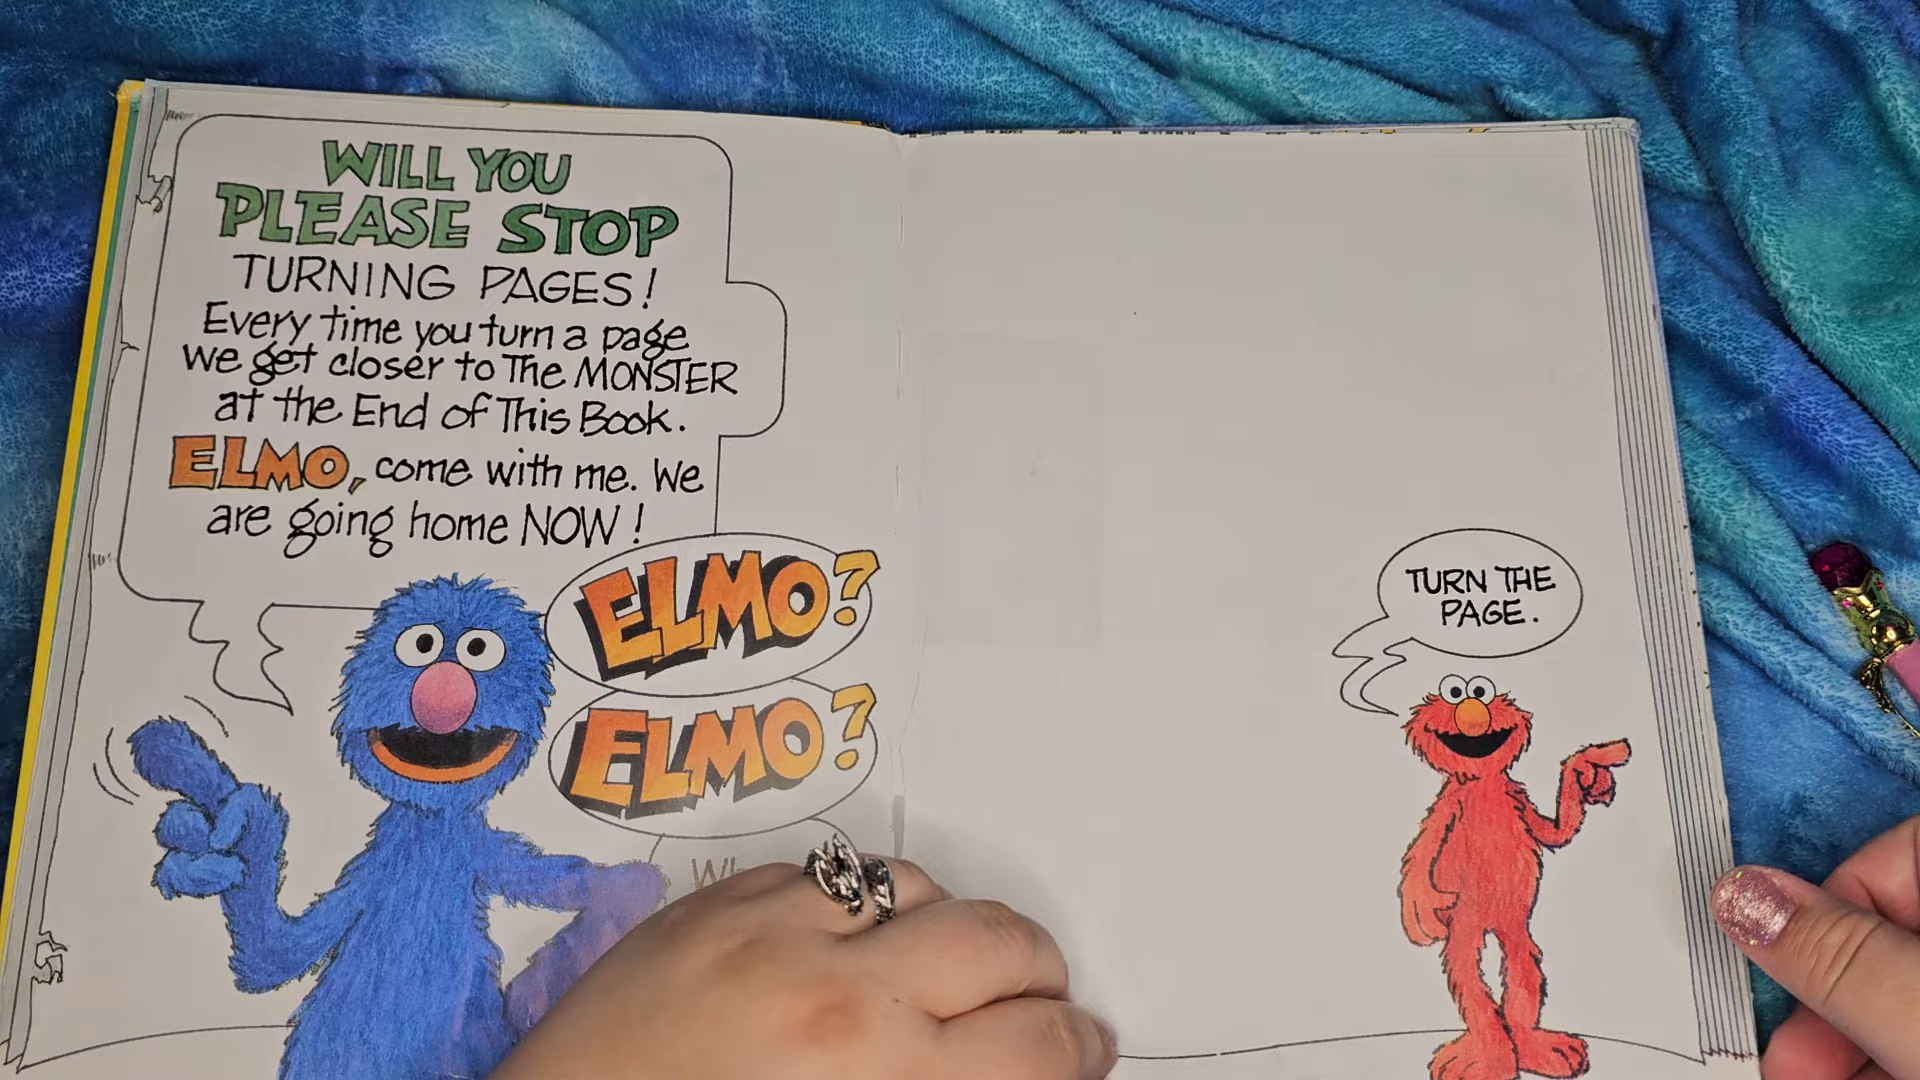 WILL YOU
PLEASE STOP
TURNING PAGES!
Every time you turn a page
we get closer to The MONSTER
at the End of This Book.
ELMO, come with me. We
are going home NOW!
ELMO?
ELMO?
TURN THE
PAGE.